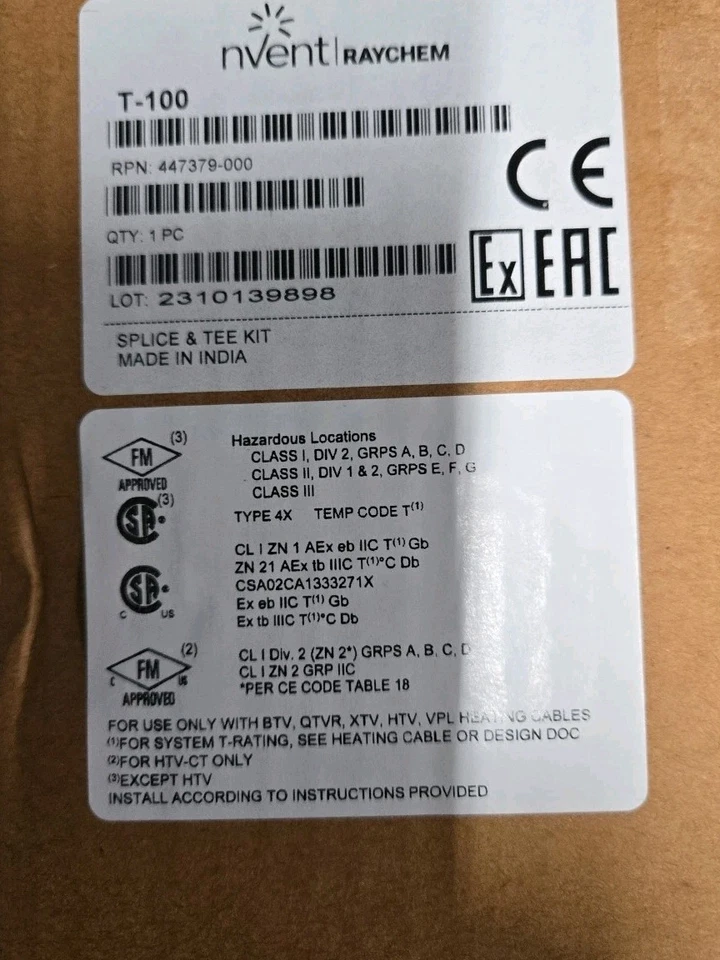 nVent | RAYCHEM
T-100
RPN: 447379-000
CE
QTY: 1 PC
Ex EAC
LOT: 2310139898
SPLICE & TEE KIT
MADE IN INDIA
FM (3)
APPROVED
Hazardous Locations
CLASS I, DIV 2, GRPS A, B, C, D
CLASS II, DIV 1 & 2, GRPS E, F, G
CLASS III
SA (3)
TYPE 4X TEMP CODE T(1)
CL I ZN 1 AEx eb IIC T(1) Gb
ZN 21 AEx tb IIIC T(1)°C Db
CSA02CA1333271X
Ex eb IIC T(1) Gb
Ex tb IIIC T(1)°C Db
SA
C US
FM (2)
C US
APPROVED
CL I Div. 2 (ZN 2*) GRPS A, B, C, D
CL I ZN 2 GRP IIC
*PER CE CODE TABLE 18
FOR USE ONLY WITH BTV, QTVR, XTV, HTV, VPL HEATING CABLES
(1)FOR SYSTEM T-RATING, SEE HEATING CABLE OR DESIGN DOC
(2)FOR HTV-CT ONLY
(3)EXCEPT HTV
INSTALL ACCORDING TO INSTRUCTIONS PROVIDED